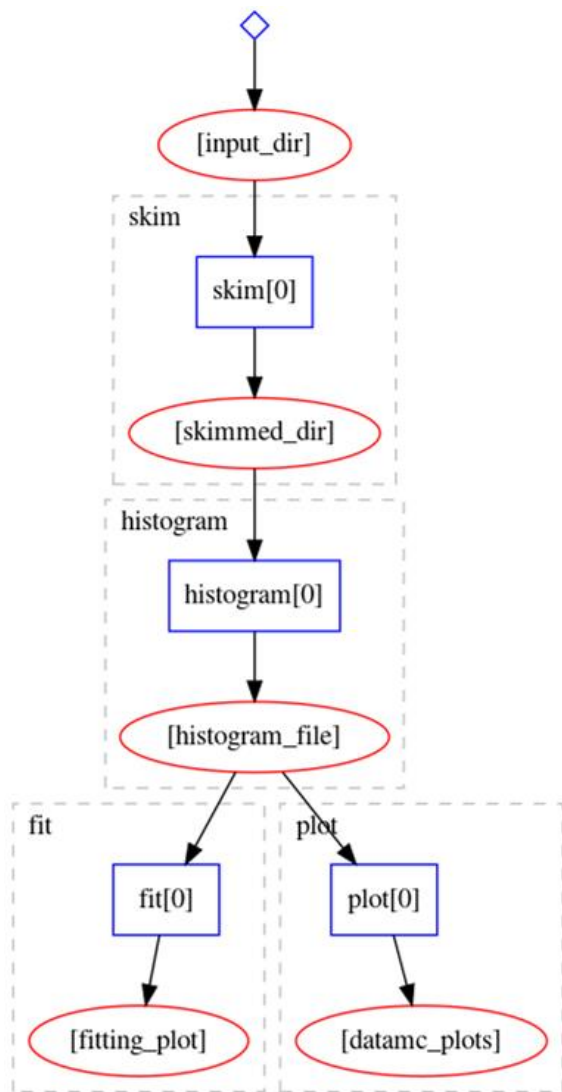 [input_dir]
skim
skim[0]
[skimmed_dir]
histogram
histogram[0]
[histogram_file]
fit
plot
fit[0]
plot[0]
[fitting_plot]
[datamc_plots]